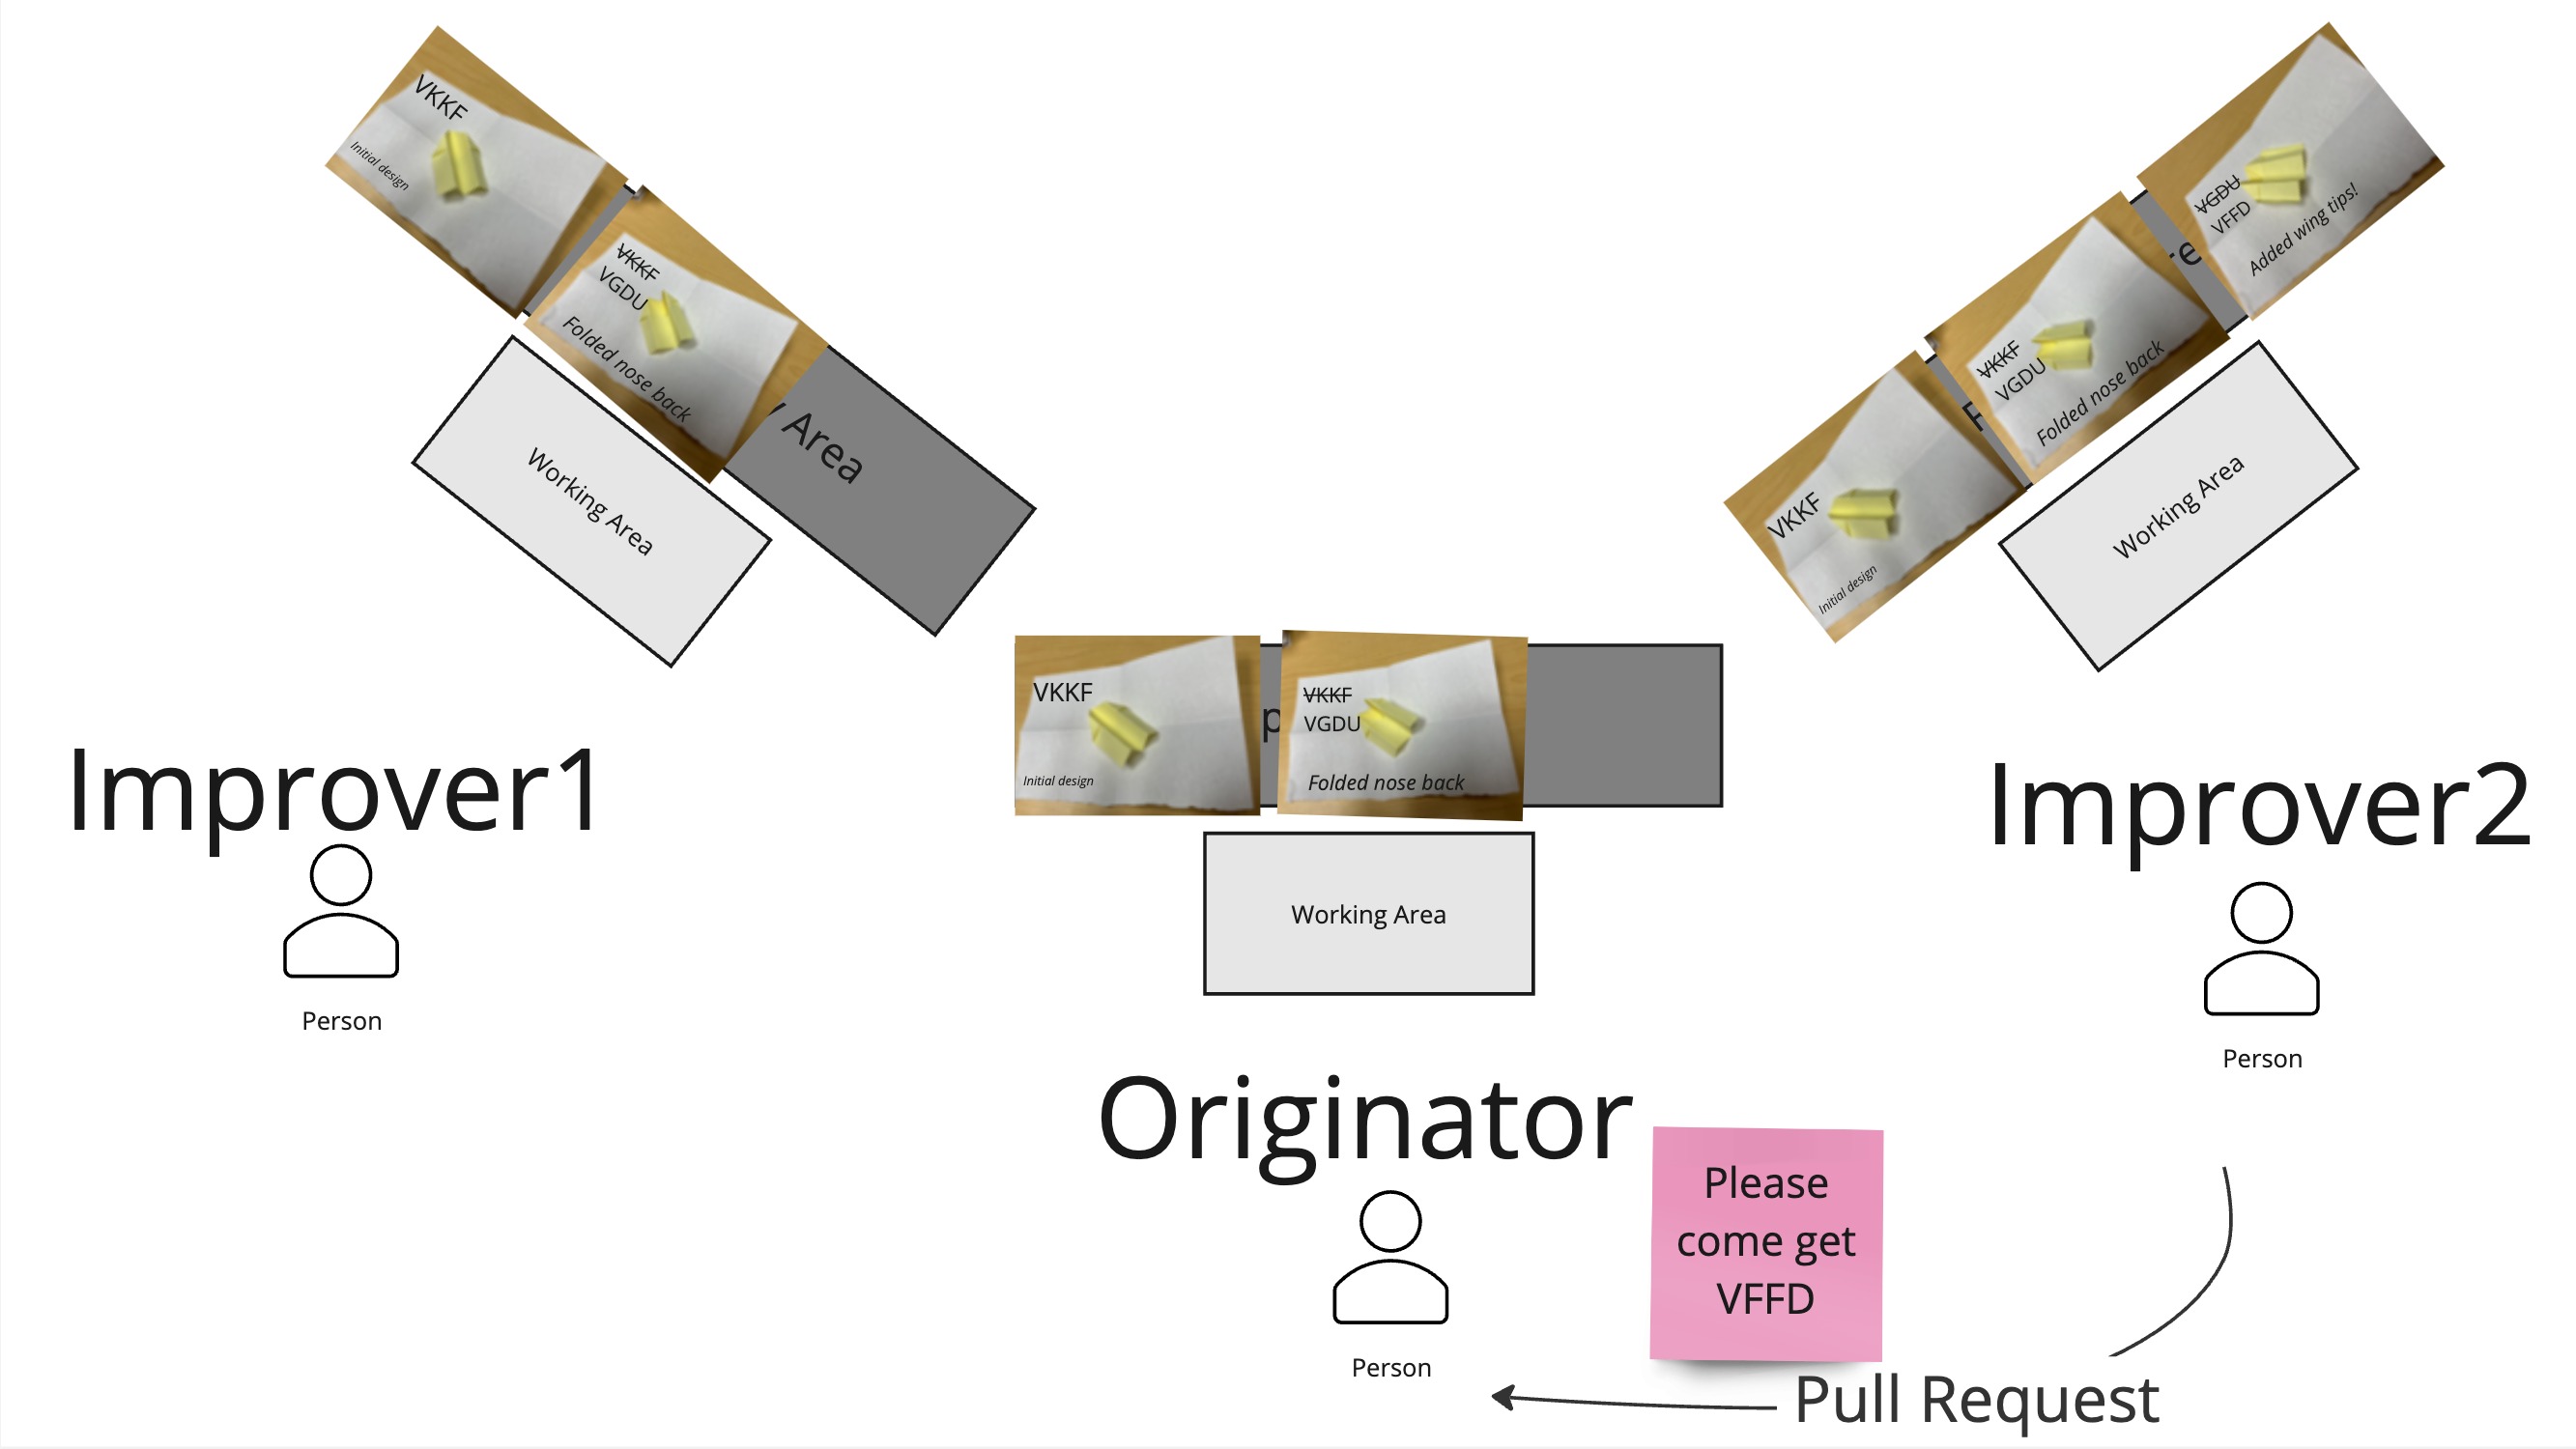 VKKF
Initial design
VKKF
VGDU
Folded nose back
y Area
Working Area
Improver1
Person
VKKF
Initial design
p
VKKF
VGDU
Folded nose back
Working Area
Originator
Person
VKKF
Initial design
VKKF
VGDU
Folded nose back
VGDU
VFFD
Added wing tips!
Working Area
Improver2
Person
Please
come get
VFFD
Pull Request